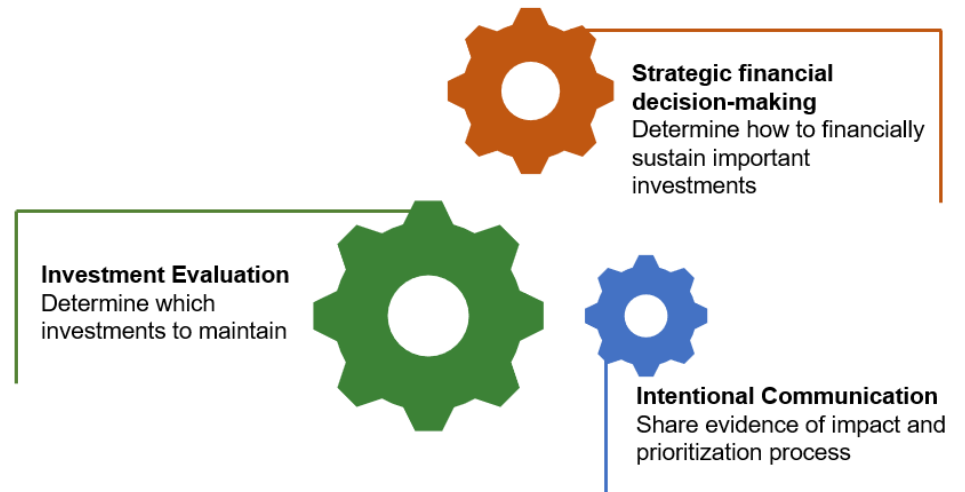 Strategic financial
decision-making
Determine how to financially
sustain important
investments
Investment Evaluation
Determine which
investments to maintain
Intentional Communication
Share evidence of impact and
prioritization process